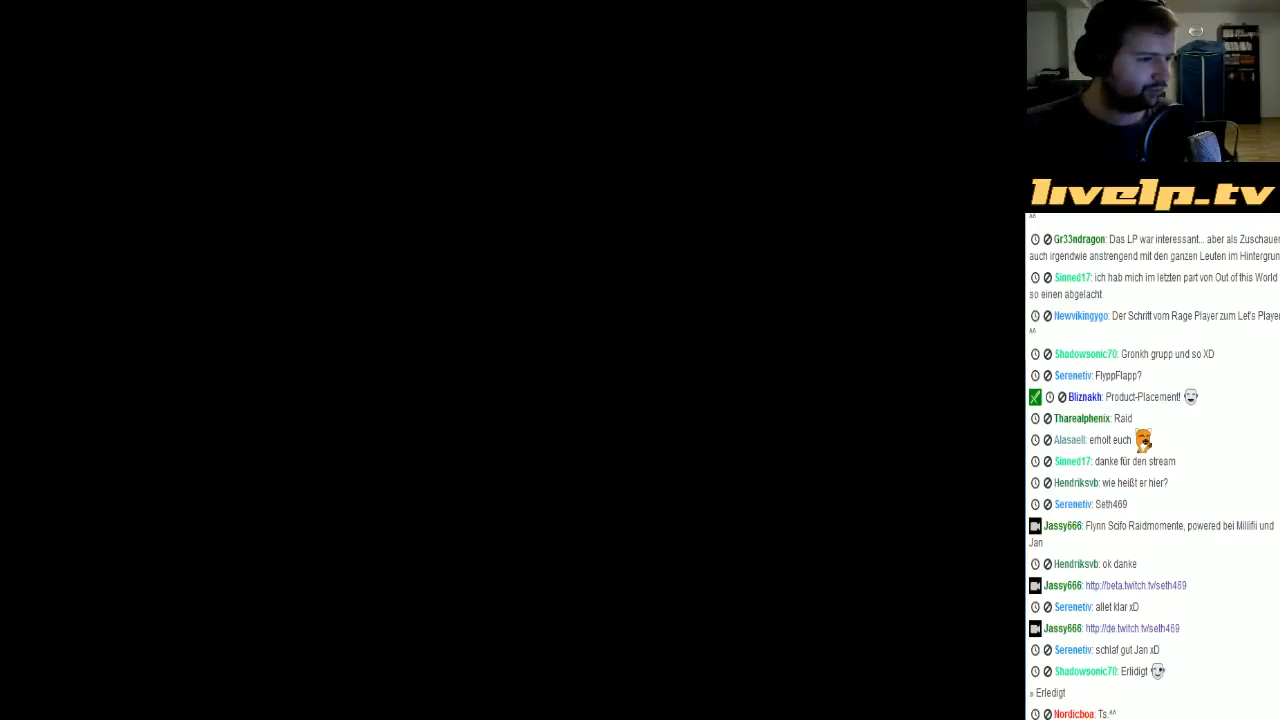 livelp.tv
^^
Gr33ndragon: Das LP war interessant... aber als Zuschauer
auch irgendwie anstrengend mit den ganzen Leuten im Hintergrun
Sinned17: ich hab mich im letzten part von Out of this World
so einen abgelacht
Newvikingygo: Der Schritt vom Rage Player zum Let's Player
^^
Shadowsonic70: Gronkh grupp und so XD
Serenetiv: FlyppFlapp?
Bliznakh: Product-Placement!
Tharealphenix: Raid
Alasaell: erholt euch
Sinned17: danke für den stream
Hendriksvb: wie heißt er hier?
Serenetiv: Seth469
Jassy666: Flynn Scifo Raidmomente, powered bei Millifii und
Jan
Hendriksvb: ok danke
Jassy666: http://beta.twitch.tv/seth469
Serenetiv: allet klar xD
Jassy666: http://de.twitch.tv/seth469
Serenetiv: schlaf gut Jan xD
Shadowsonic70: Erlidigt
» Erledigt
Nordicboa: Ts.^^